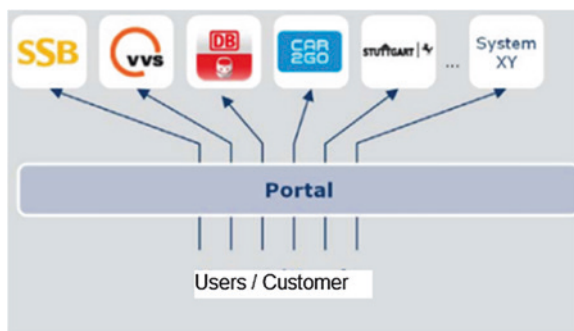 SSB
VVS
DB
CAR
2GO
STUTTGART
...
System
XY
Portal
Users / Customer